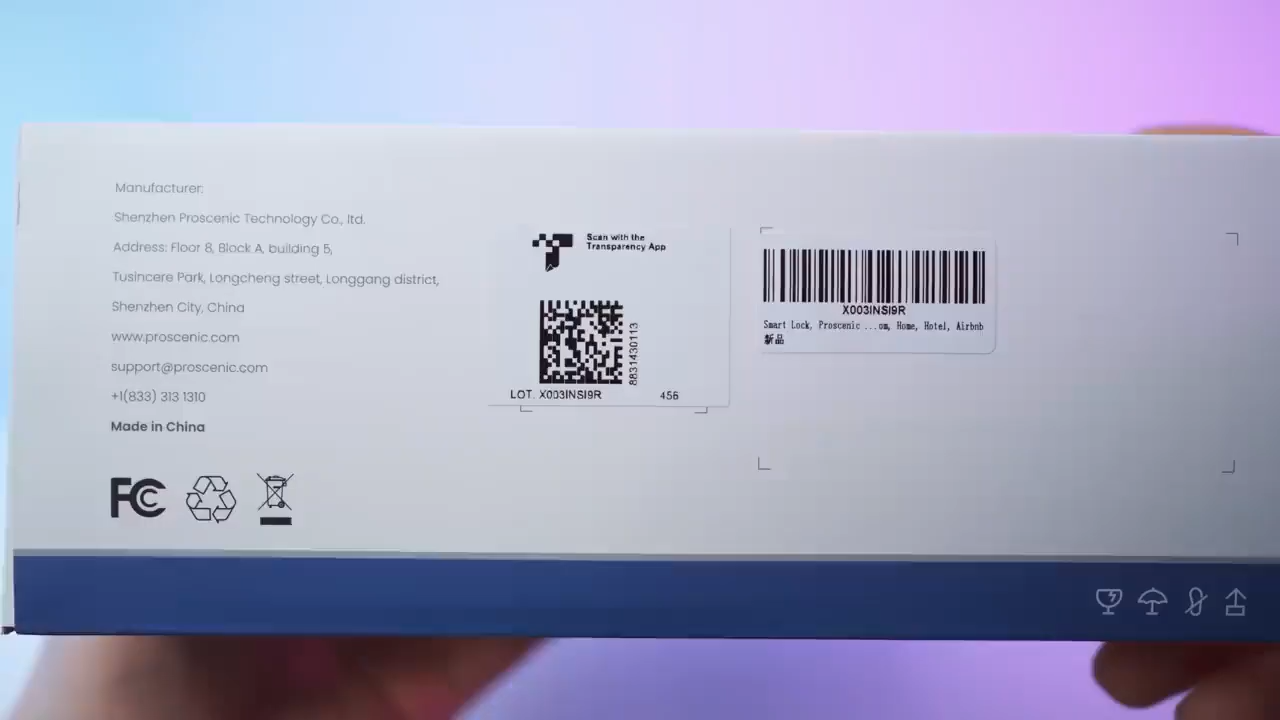 Manufacturer:
Shenzhen Proscenic Technology Co., ltd.
Address: Floor 8, Block A, building 5,
Tusincere Park, Longcheng street, Longgang district,
Shenzhen City, China
www.proscenic.com
support@proscenic.com
+1(833) 313 1310
Made in China
FC
Scan with the
Transparency App
8831430113
LOT. X003INSI9R 456
X003INSI9R
Smart Lock, Proscenic ...om, Home, Hotel, Airbnb
新品